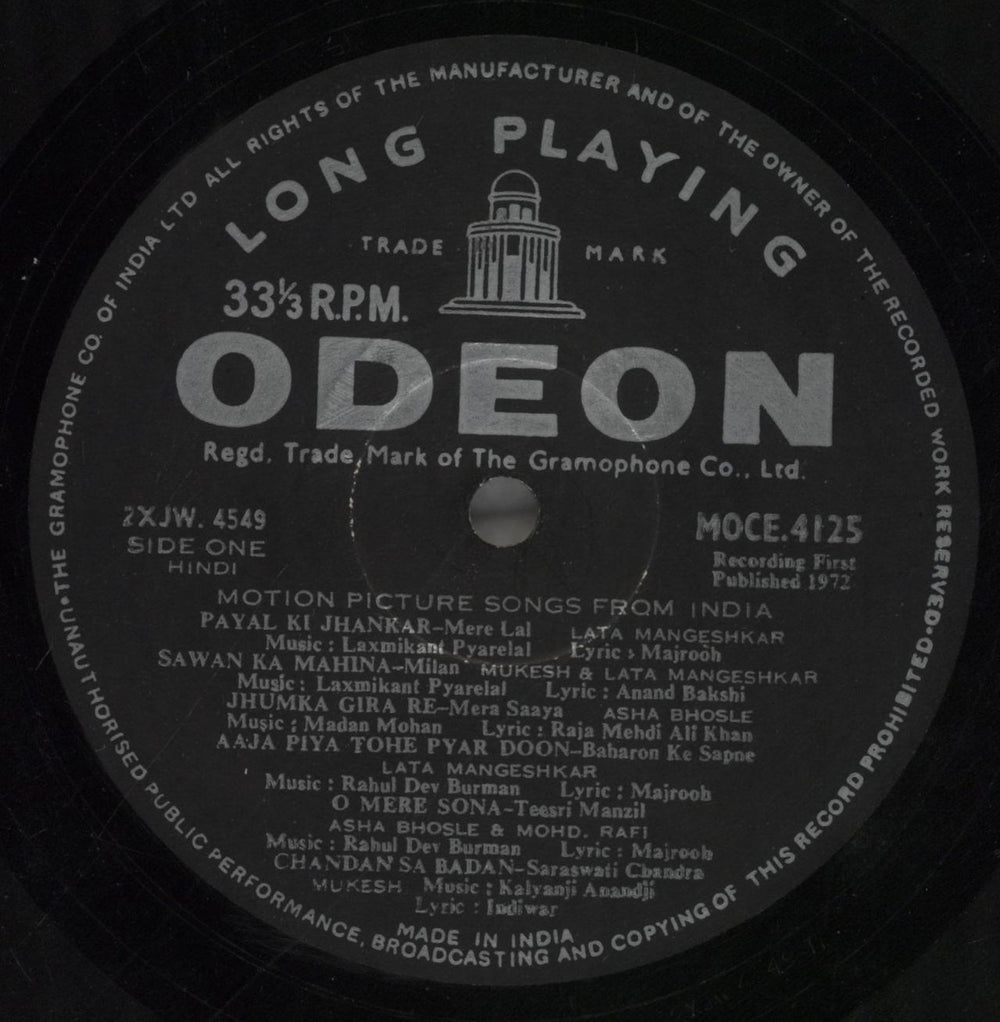 LONG PLAYING
TRADE MARK
33⅓ R.P.M.
ODEON
Regd. Trade Mark of The Gramophone Co., Ltd.
2XJW. 4549
SIDE ONE
HINDI
MOCE.4125
Recording First
Published 1972
MOTION PICTURE SONGS FROM INDIA
PAYAL KI JHANKAR–Mere Lal LATA MANGESHKAR
Music : Laxmikant Pyarelal Lyric : Majrooh
SAWAN KA MAHINA–Milan MUKESH & LATA MANGESHKAR
Music : Laxmikant Pyarelal Lyric : Anand Bakshi
JHUMKA GIRA RE–Mera Saaya ASHA BHOSLE
Music : Madan Mohan Lyric : Raja Mehdi Ali Khan
AAJA PIYA TOHE PYAR DOON–Baharon Ke Sapne
LATA MANGESHKAR
Music : Rahul Dev Burman Lyric : Majrooh
O MERE SONA–Teesri Manzil
ASHA BHOSLE & MOHD. RAFI
Music : Rahul Dev Burman Lyric : Majrooh
CHANDAN SA BADAN–Saraswati Chandra
MUKESH Music : Kalyanji Anandji
Lyric : Indiwar
MADE IN INDIA
•THE GRAMOPHONE CO. OF INDIA LTD ALL RIGHTS OF THE MANUFACTURER AND OF THE OWNER OF THE RECORDED WORK RESERVED•
UNAUTHORISED PUBLIC PERFORMANCE, BROADCASTING AND COPYING OF THIS RECORD PROHIBITED•